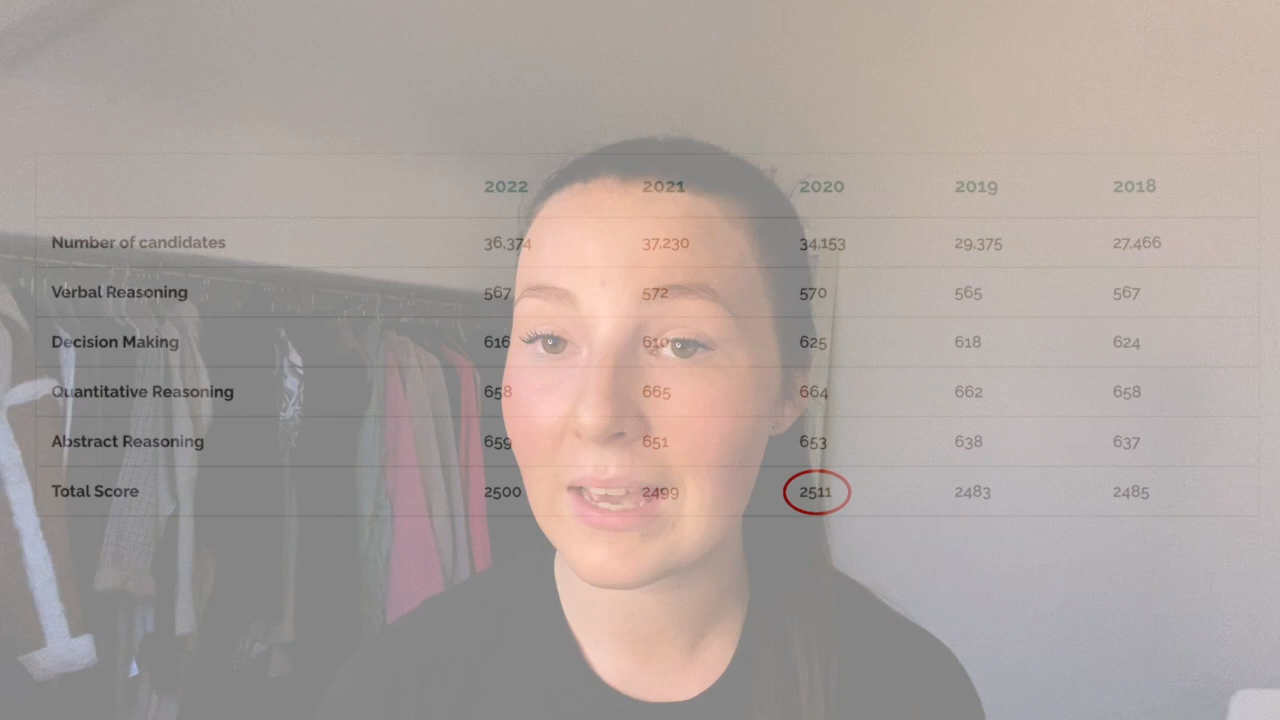 2022 2021 2020 2019 2018
Number of candidates 36,374 37,230 34,153 29,375 27,466
Verbal Reasoning 567 572 570 565 567
Decision Making 616 610 625 618 624
Quantitative Reasoning 658 665 664 662 658
Abstract Reasoning 659 651 653 638 637
Total Score 2500 2499 2511 2483 2485